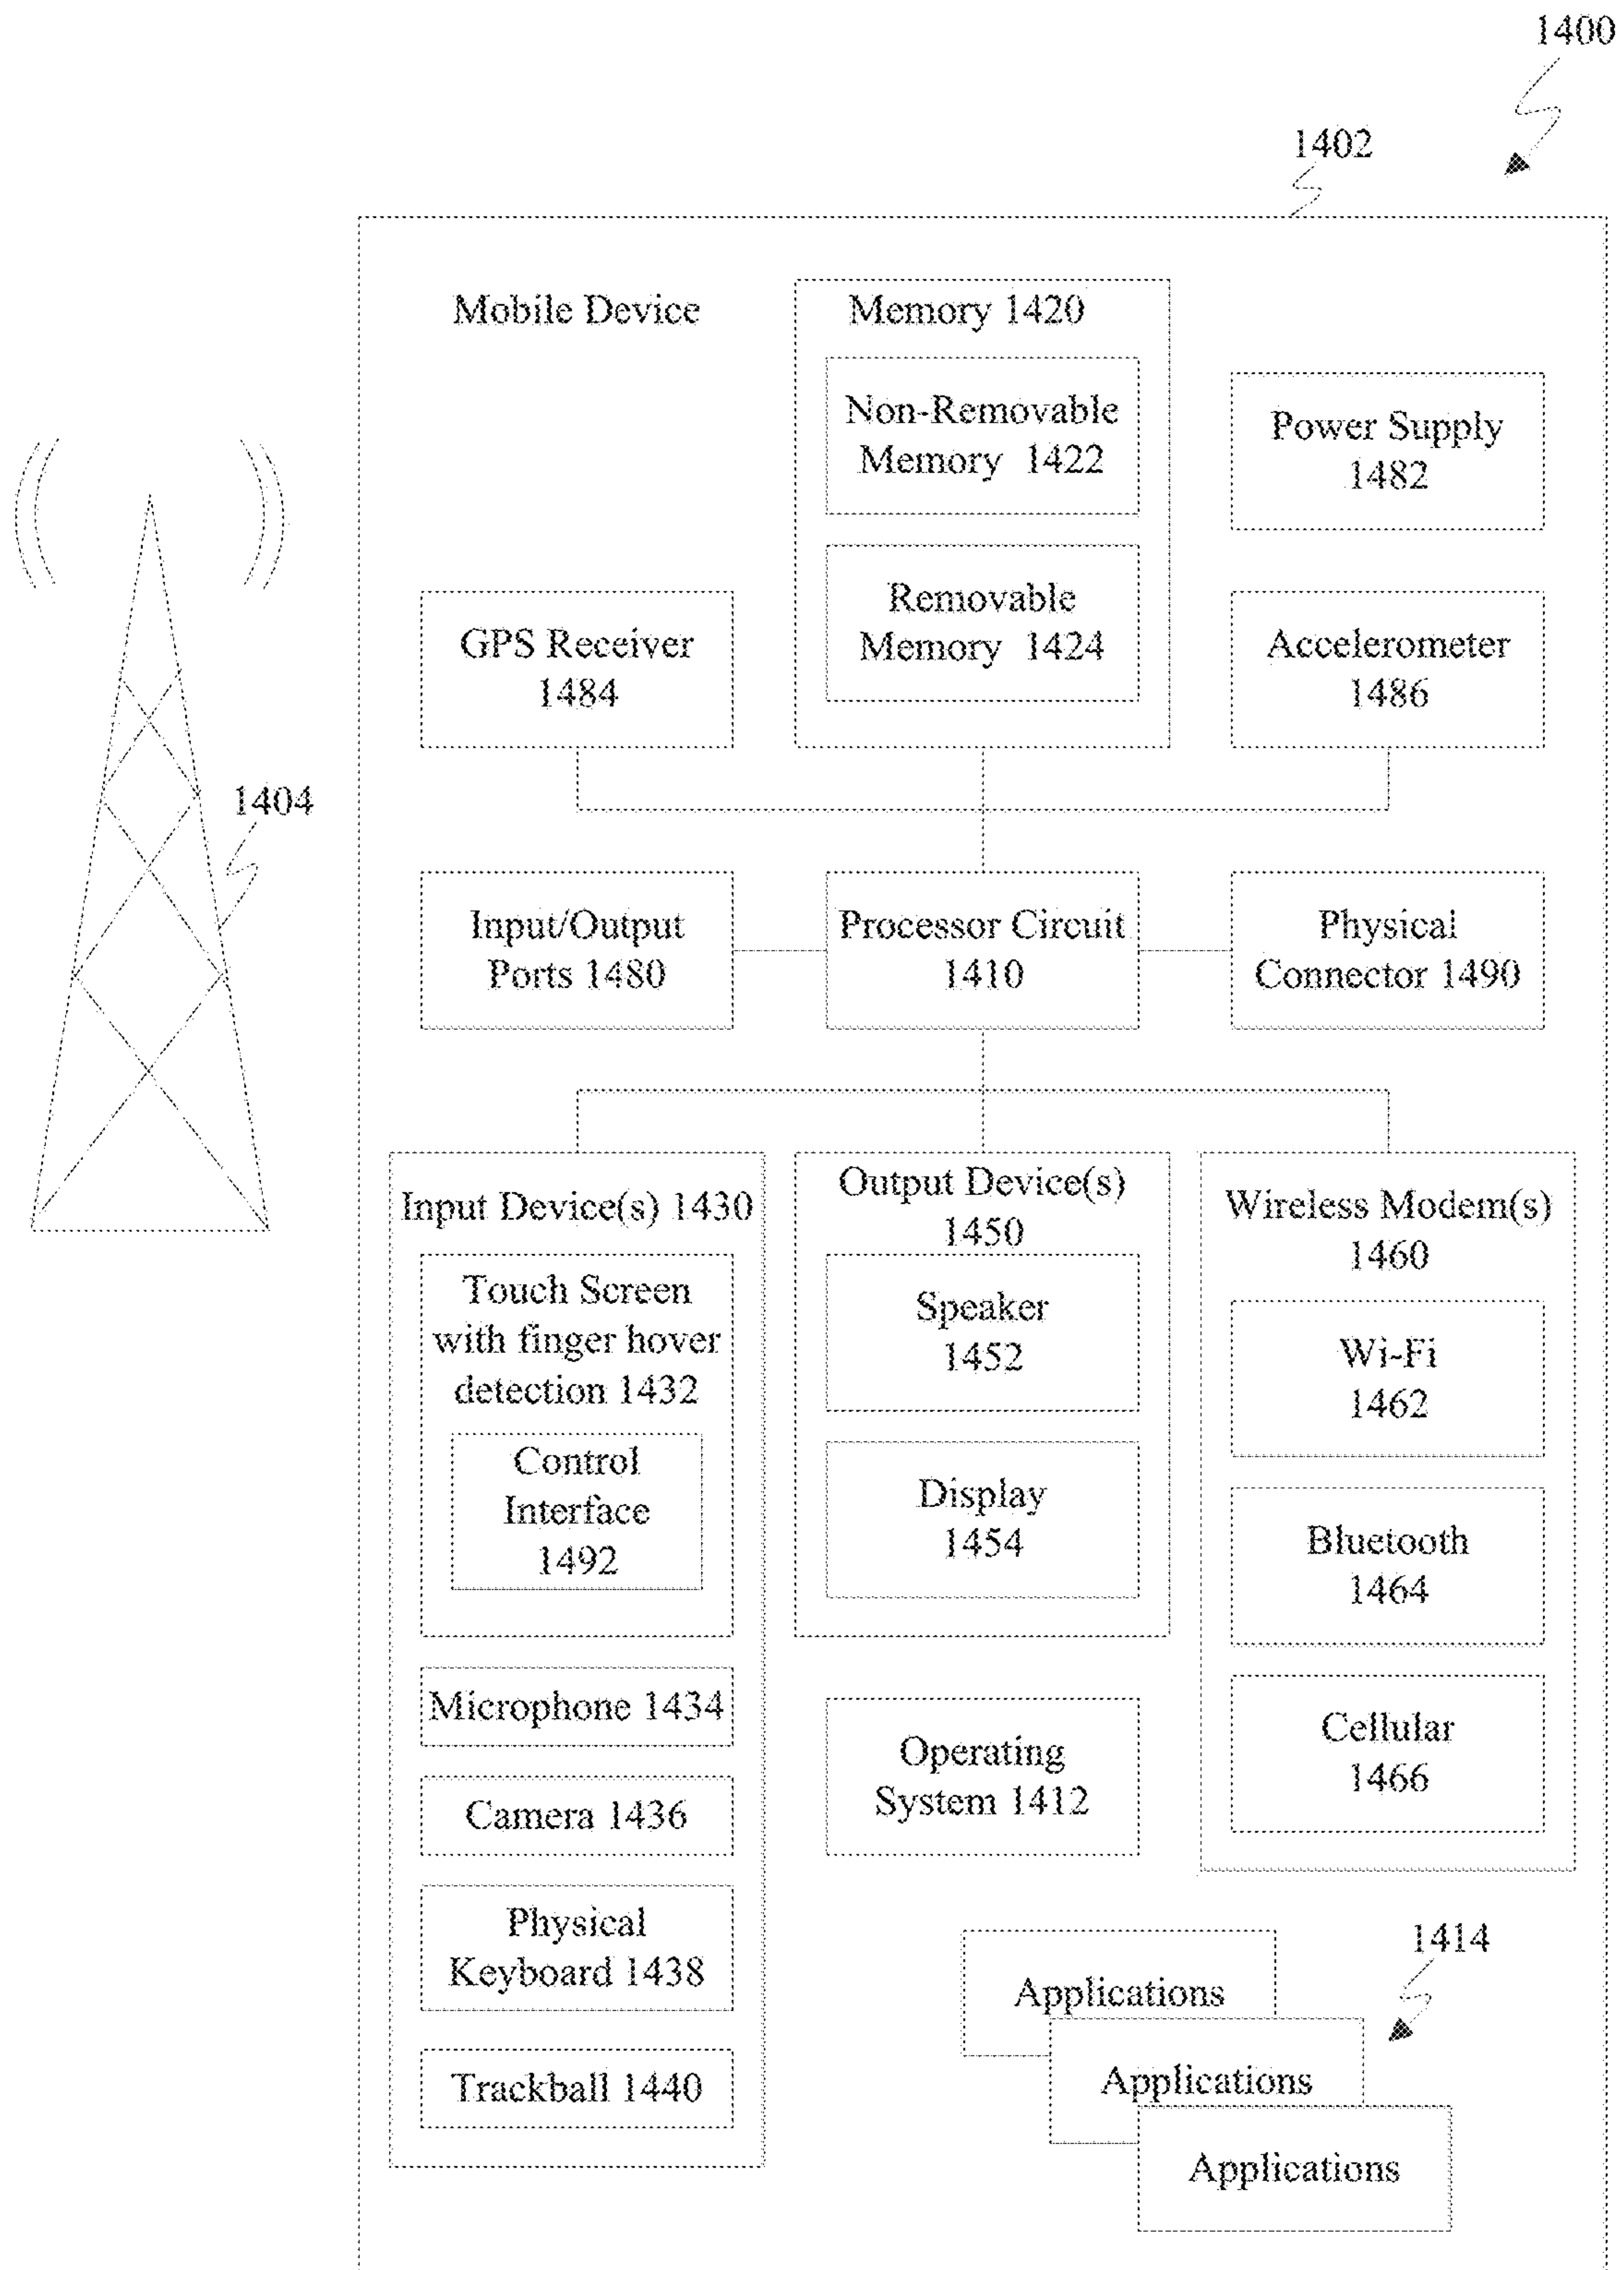 1400
1402
Mobile Device
Memory 1420
Non-Removable
Memory 1422
Power Supply
1482
Removable
Memory 1424
GPS Receiver
1484
Accelerometer
1486
1404
Input/Output
Ports 1480
Processor Circuit
1410
Physical
Connector 1490
Input Device(s) 1430
Touch Screen
with finger hover
detection 1432
Control
Interface
1492
Microphone 1434
Camera 1436
Physical
Keyboard 1438
Trackball 1440
Output Device(s)
1450
Speaker
1452
Display
1454
Operating
System 1412
Wireless Modem(s)
1460
Wi-Fi
1462
Bluetooth
1464
Cellular
1466
1414
Applications
Applications
Applications